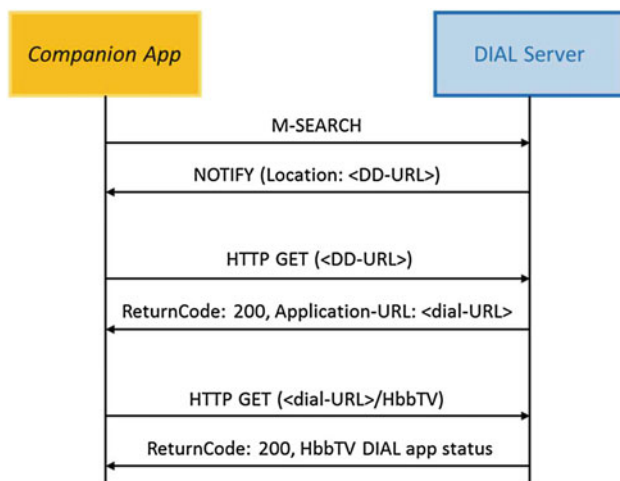 Companion App
DIAL Server
M-SEARCH
NOTIFY (Location: <DD-URL>)
HTTP GET (<DD-URL>)
ReturnCode: 200, Application-URL: <dial-URL>
HTTP GET (<dial-URL>/HbbTV)
ReturnCode: 200, HbbTV DIAL app status